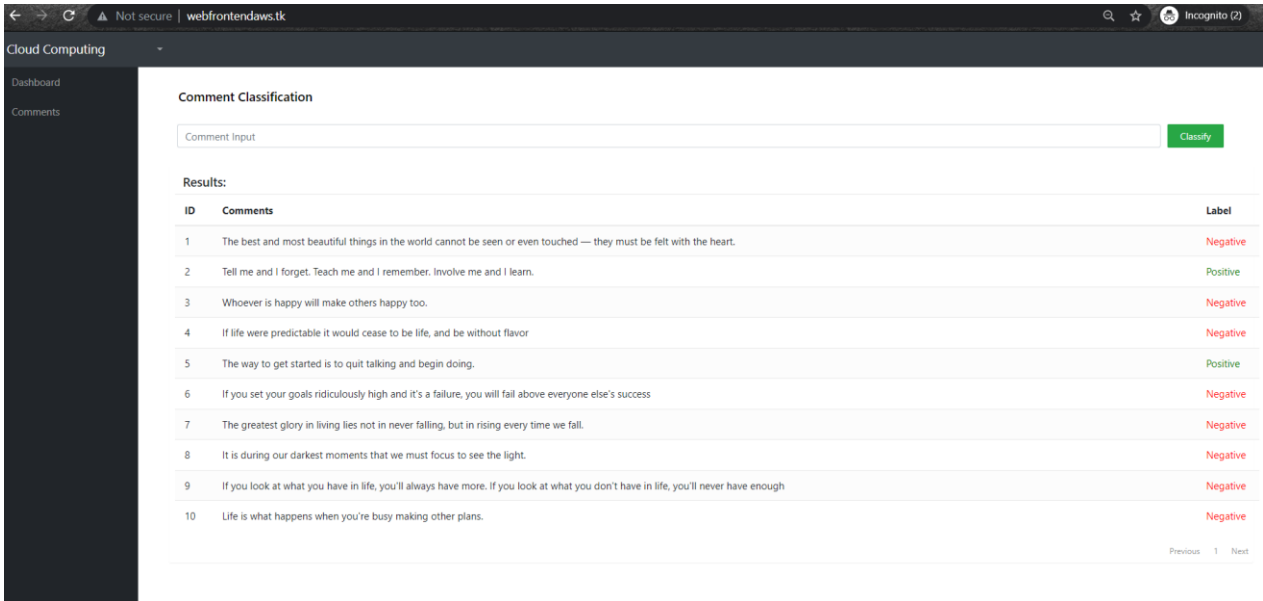 Not secure | webfrontendaws.tk Incognito (2)
Cloud Computing
Dashboard
Comments
Comment Classification
Comment Input Classify
Results:
ID Comments Label
1 The best and most beautiful things in the world cannot be seen or even touched — they must be felt with the heart. Negative
2 Tell me and I forget. Teach me and I remember. Involve me and I learn. Positive
3 Whoever is happy will make others happy too. Negative
4 If life were predictable it would cease to be life, and be without flavor Negative
5 The way to get started is to quit talking and begin doing. Positive
6 If you set your goals ridiculously high and it's a failure, you will fail above everyone else's success Negative
7 The greatest glory in living lies not in never falling, but in rising every time we fall. Negative
8 It is during our darkest moments that we must focus to see the light. Negative
9 If you look at what you have in life, you'll always have more. If you look at what you don't have in life, you'll never have enough Negative
10 Life is what happens when you're busy making other plans. Negative
Previous 1 Next